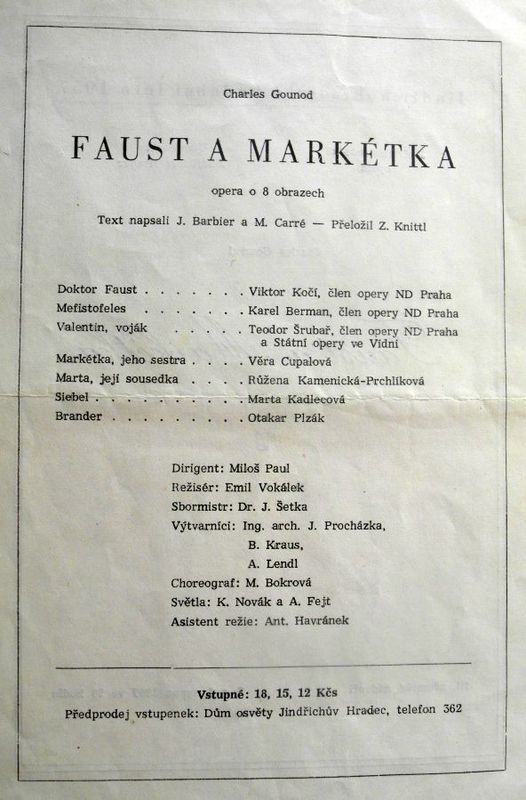 Charles Gounod
FAUST A MARKÉTKA
opera o 8 obrazech
Text napsali J. Barbier a M. Carré — Přeložil Z. Knittl
Doktor Faust . . . . . . . Viktor Kočí, člen opery ND Praha
Mefistofeles . . . . . . . Karel Berman, člen opery ND Praha
Valentin, voják . . . . . Teodor Šrubař, člen opery ND Praha
a Státní opery ve Vídni
Markétka, jeho sestra . . . . Věra Cupalová
Marta, její sousedka . . . . Růžena Kamenická-Prchlíková
Siebel . . . . . . . . . . Marta Kadlecová
Brander . . . . . . . . . Otakar Plzák
Dirigent: Miloš Paul
Režisér: Emil Vokálek
Sbormistr: Dr. J. Šetka
Výtvarníci: Ing. arch. J. Procházka,
B. Kraus,
A. Lendl
Choreograf: M. Bokrová
Světla: K. Novák a A. Fejt
Asistent režie: Ant. Havránek
Vstupné: 18, 15, 12 Kčs
Předprodej vstupenek: Dům osvěty Jindřichův Hradec, telefon 362